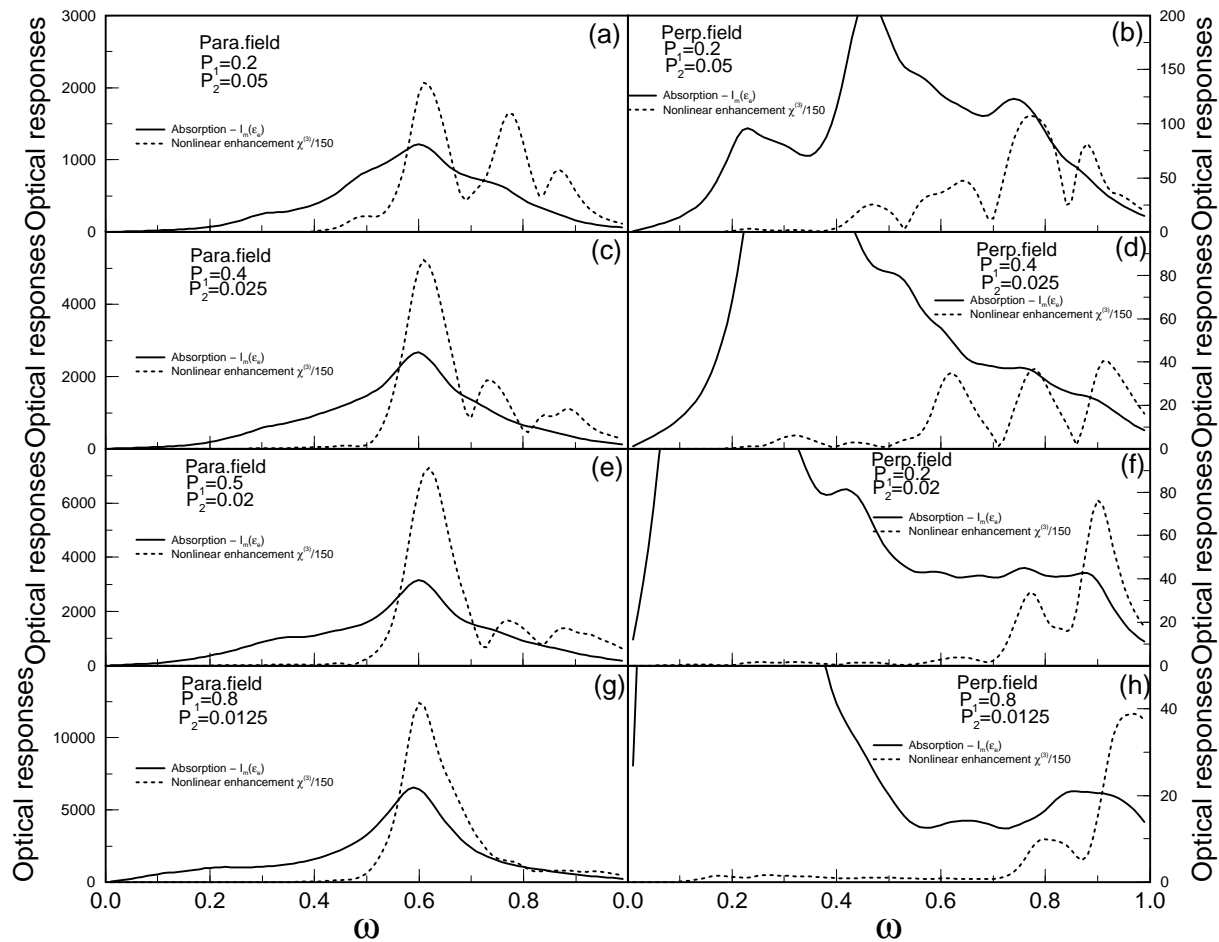 3000
2000
1000
0
Optical responses
(a)
Para.field
P1=0.2
P2=0.05
Absorption – Im(εe)
Nonlinear enhancement χ(3)/150
200
150
100
50
0
Optical responses
(b)
Perp.field
P1=0.2
P2=0.05
Absorption – Im(εe)
Nonlinear enhancement χ(3)/150
4000
2000
0
Optical responses
(c)
Para.field
P1=0.4
P2=0.025
Absorption – Im(εe)
Nonlinear enhancement χ(3)/150
80
60
40
20
0
Optical responses
(d)
Perp.field
P1=0.4
P2=0.025
Absorption – Im(εe)
Nonlinear enhancement χ(3)/150
6000
4000
2000
0
Optical responses
(e)
Para.field
P1=0.5
P2=0.02
Absorption – Im(εe)
Nonlinear enhancement χ(3)/150
80
60
40
20
0
Optical responses
(f)
Perp.field
P1=0.2
P2=0.02
Absorption – Im(εe)
Nonlinear enhancement χ(3)/150
10000
5000
0
Optical responses
(g)
Para.field
P1=0.8
P2=0.0125
Absorption – Im(εe)
Nonlinear enhancement χ(3)/150
40
20
0
Optical responses
(h)
Perp.field
P1=0.8
P2=0.0125
Absorption – Im(εe)
Nonlinear enhancement χ(3)/150
0.0 0.2 0.4 0.6 0.8 0.0 0.2 0.4 0.6 0.8 1.0
ω ω